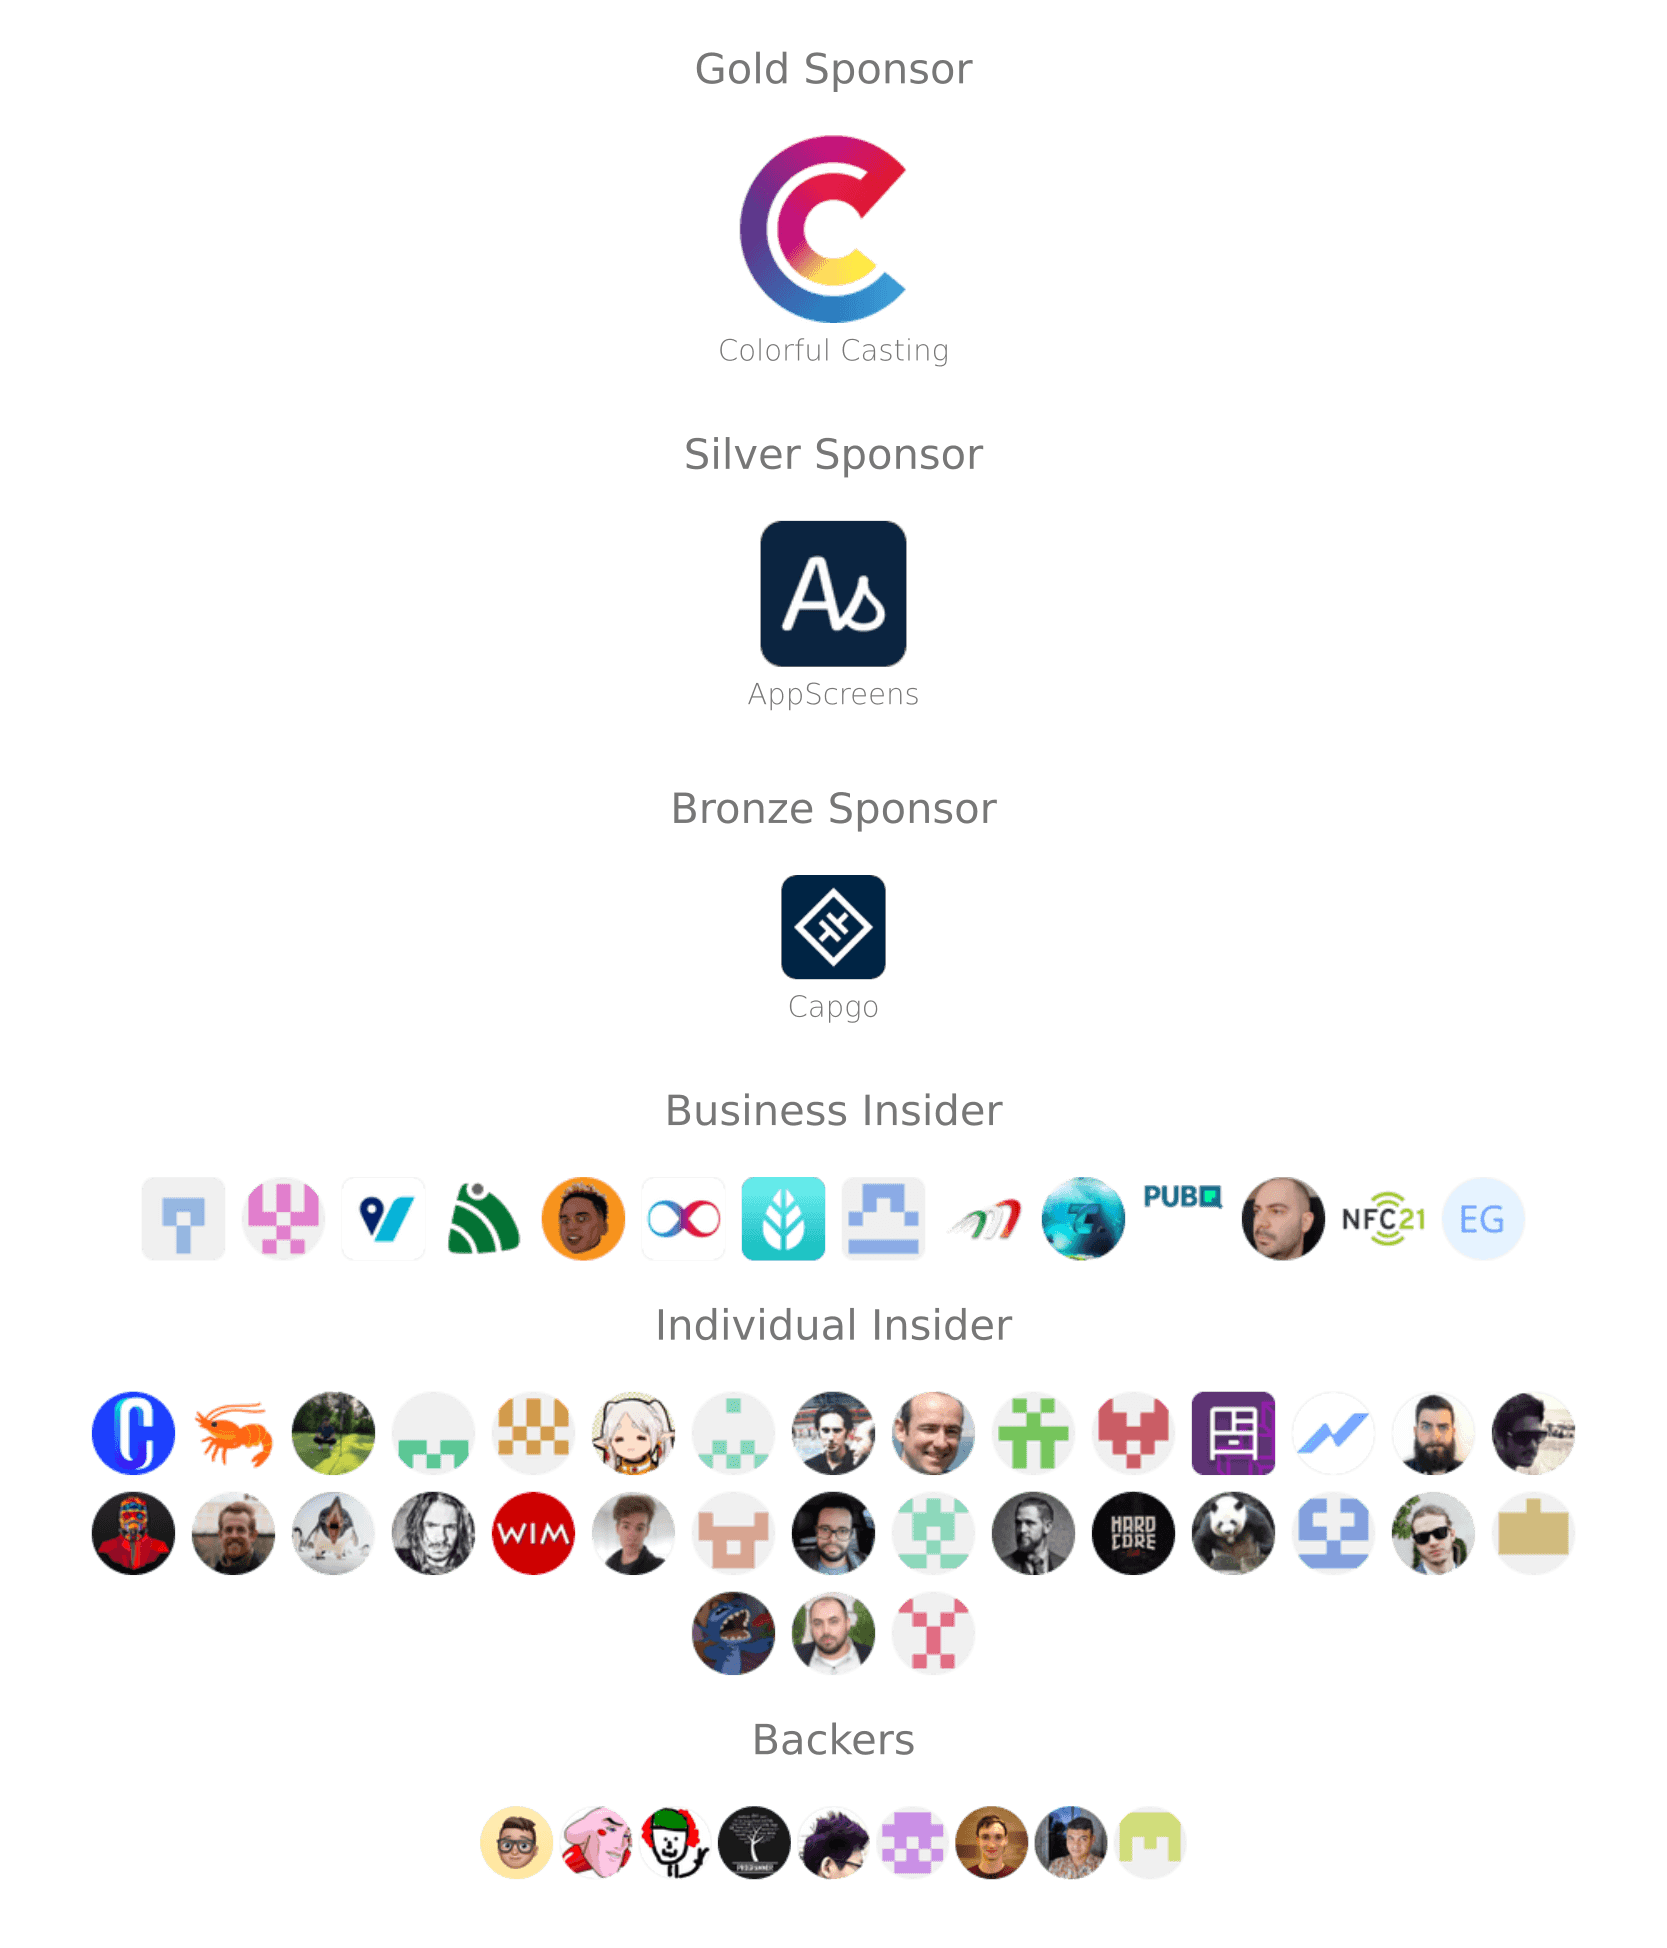 Gold Sponsor
Colorful Casting
Silver Sponsor
As
AppScreens
Bronze Sponsor
Capgo
Business Insider
PUBQ
NFC21
EG
Individual Insider
WIM
HARD
CORE
Backers